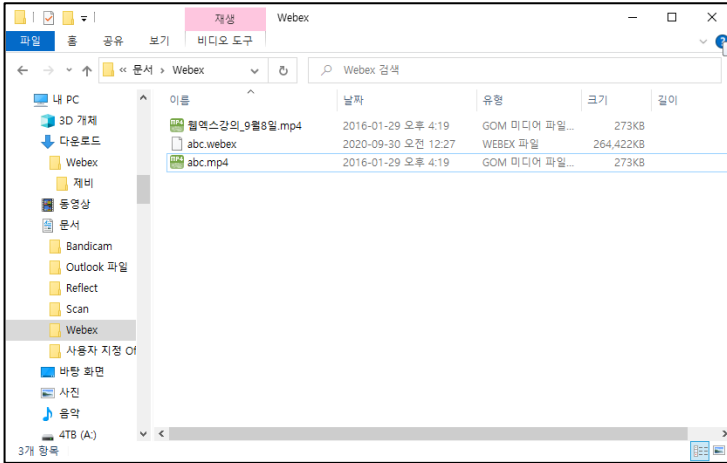 재생 Webex
파일 홈 공유 보기 비디오 도구
« 문서 › Webex Webex 검색
내 PC
3D 개체
다운로드
Webex
제비
동영상
문서
Bandicam
Outlook 파일
Reflect
Scan
Webex
사용자 지정 Of
바탕 화면
사진
음악
4TB (A:)
이름 날짜 유형 크기 길이
MP4 웹엑스강의_9월8일.mp4 2016-01-29 오후 4:19 GOM 미디어 파일... 273KB
abc.webex 2020-09-30 오전 12:27 WEBEX 파일 264,422KB
MP4 abc.mp4 2016-01-29 오후 4:19 GOM 미디어 파일... 273KB
3개 항목